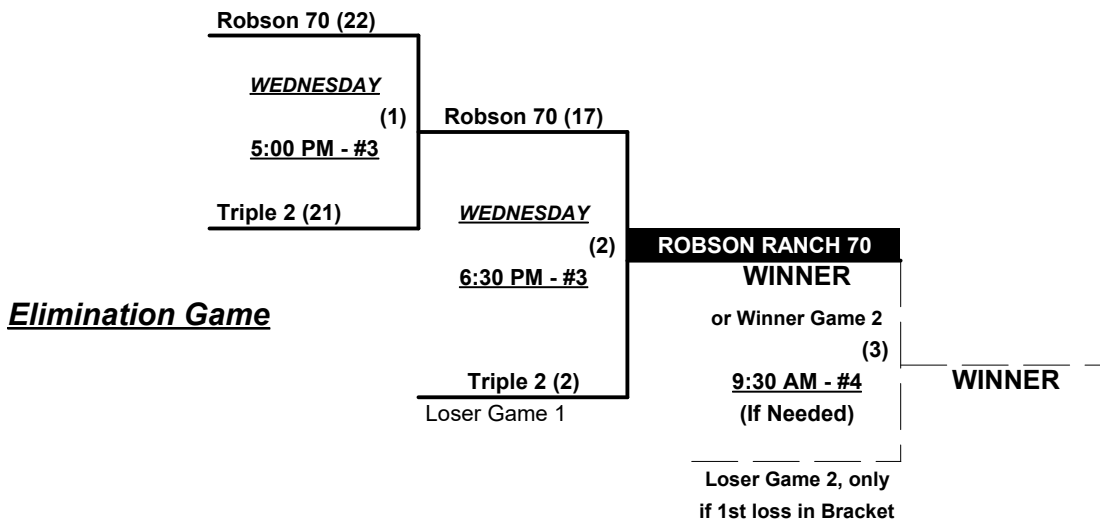 Robson 70 (22)
WEDNESDAY
(1)
5:00 PM - #3
Triple 2 (21)
Robson 70 (17)
WEDNESDAY
(2)
6:30 PM - #3
Triple 2 (2)
Loser Game 1
Elimination Game
ROBSON RANCH 70
WINNER
or Winner Game 2
(3)
9:30 AM - #4
(If Needed)
Loser Game 2, only
if 1st loss in Bracket
WINNER